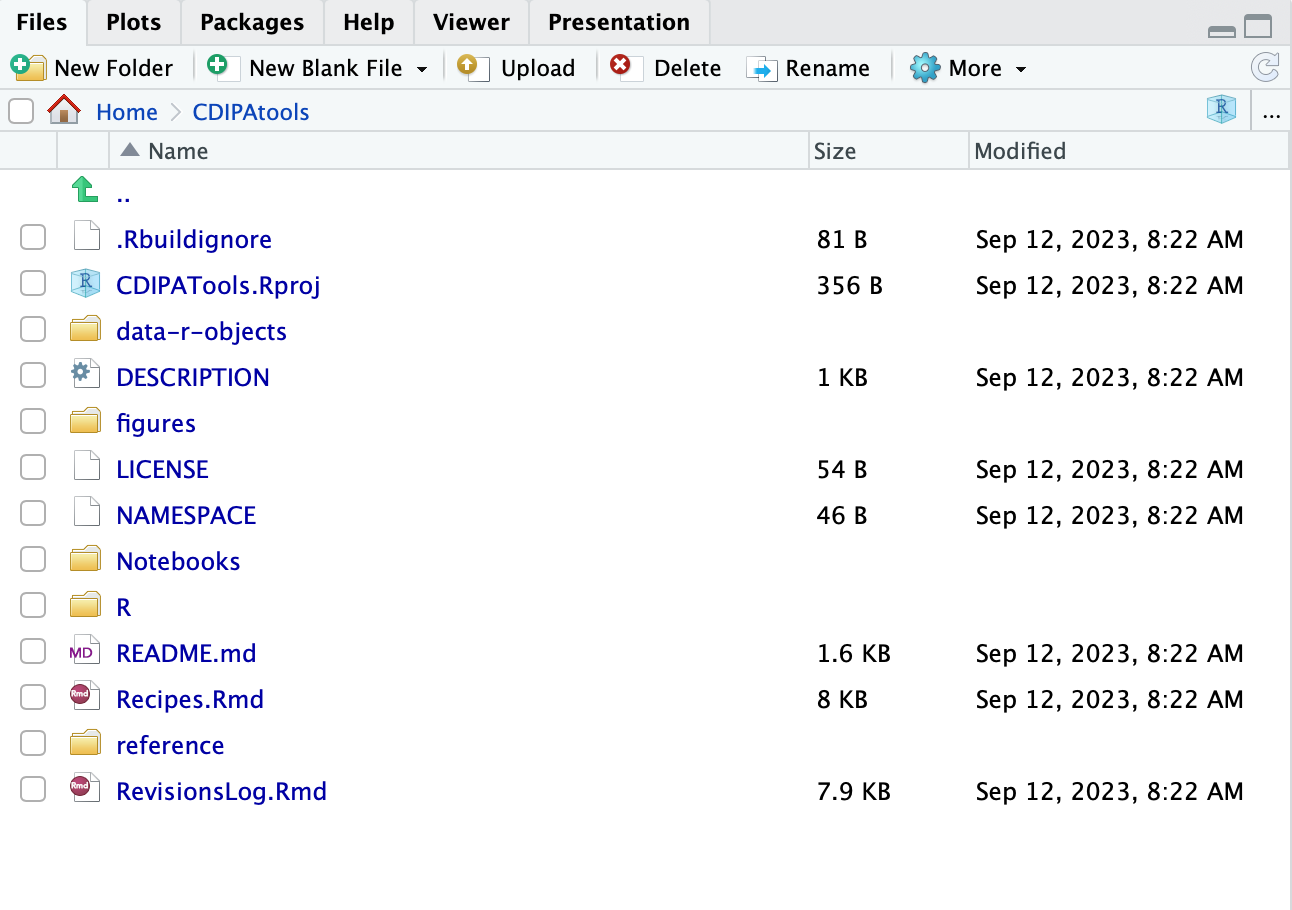 Files Plots Packages Help Viewer Presentation
New Folder New Blank File Upload Delete Rename More
Home CDIPAtools R ...
Name Size Modified
..
.Rbuildignore 81 B Sep 12, 2023, 8:22 AM
R CDIPATools.Rproj 356 B Sep 12, 2023, 8:22 AM
data-r-objects
DESCRIPTION 1 KB Sep 12, 2023, 8:22 AM
figures
LICENSE 54 B Sep 12, 2023, 8:22 AM
NAMESPACE 46 B Sep 12, 2023, 8:22 AM
Notebooks
R
MD README.md 1.6 KB Sep 12, 2023, 8:22 AM
Rmd Recipes.Rmd 8 KB Sep 12, 2023, 8:22 AM
reference
Rmd RevisionsLog.Rmd 7.9 KB Sep 12, 2023, 8:22 AM